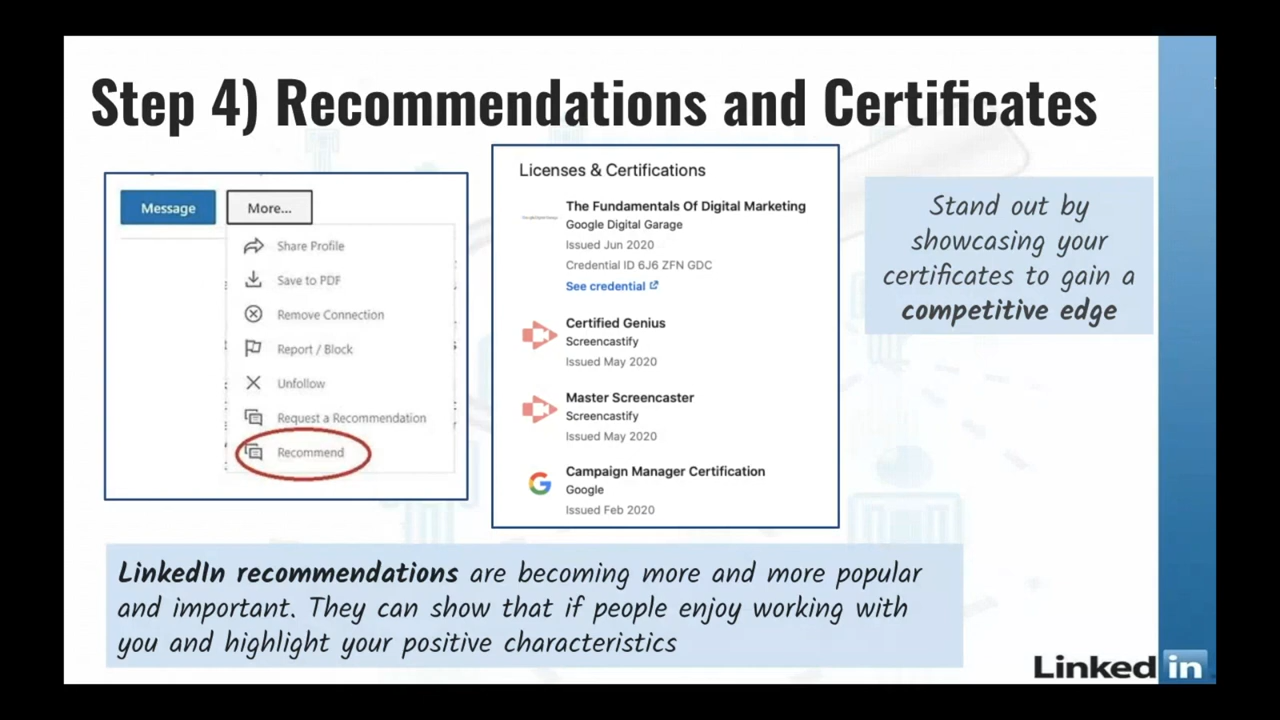 Step 4) Recommendations and Certificates
Message
More...
Share Profile
Save to PDF
Remove Connection
Report / Block
Unfollow
Request a Recommendation
Recommend
Licenses & Certifications
The Fundamentals Of Digital Marketing
Google Digital Garage
Issued Jun 2020
Credential ID 6J6 ZFN GDC
See credential
Certified Genius
Screencastify
Issued May 2020
Master Screencaster
Screencastify
Issued May 2020
Campaign Manager Certification
Google
Issued Feb 2020
Stand out by
showcasing your
certificates to gain a
competitive edge
LinkedIn recommendations are becoming more and more popular
and important. They can show that if people enjoy working with
you and highlight your positive characteristics
Linked in